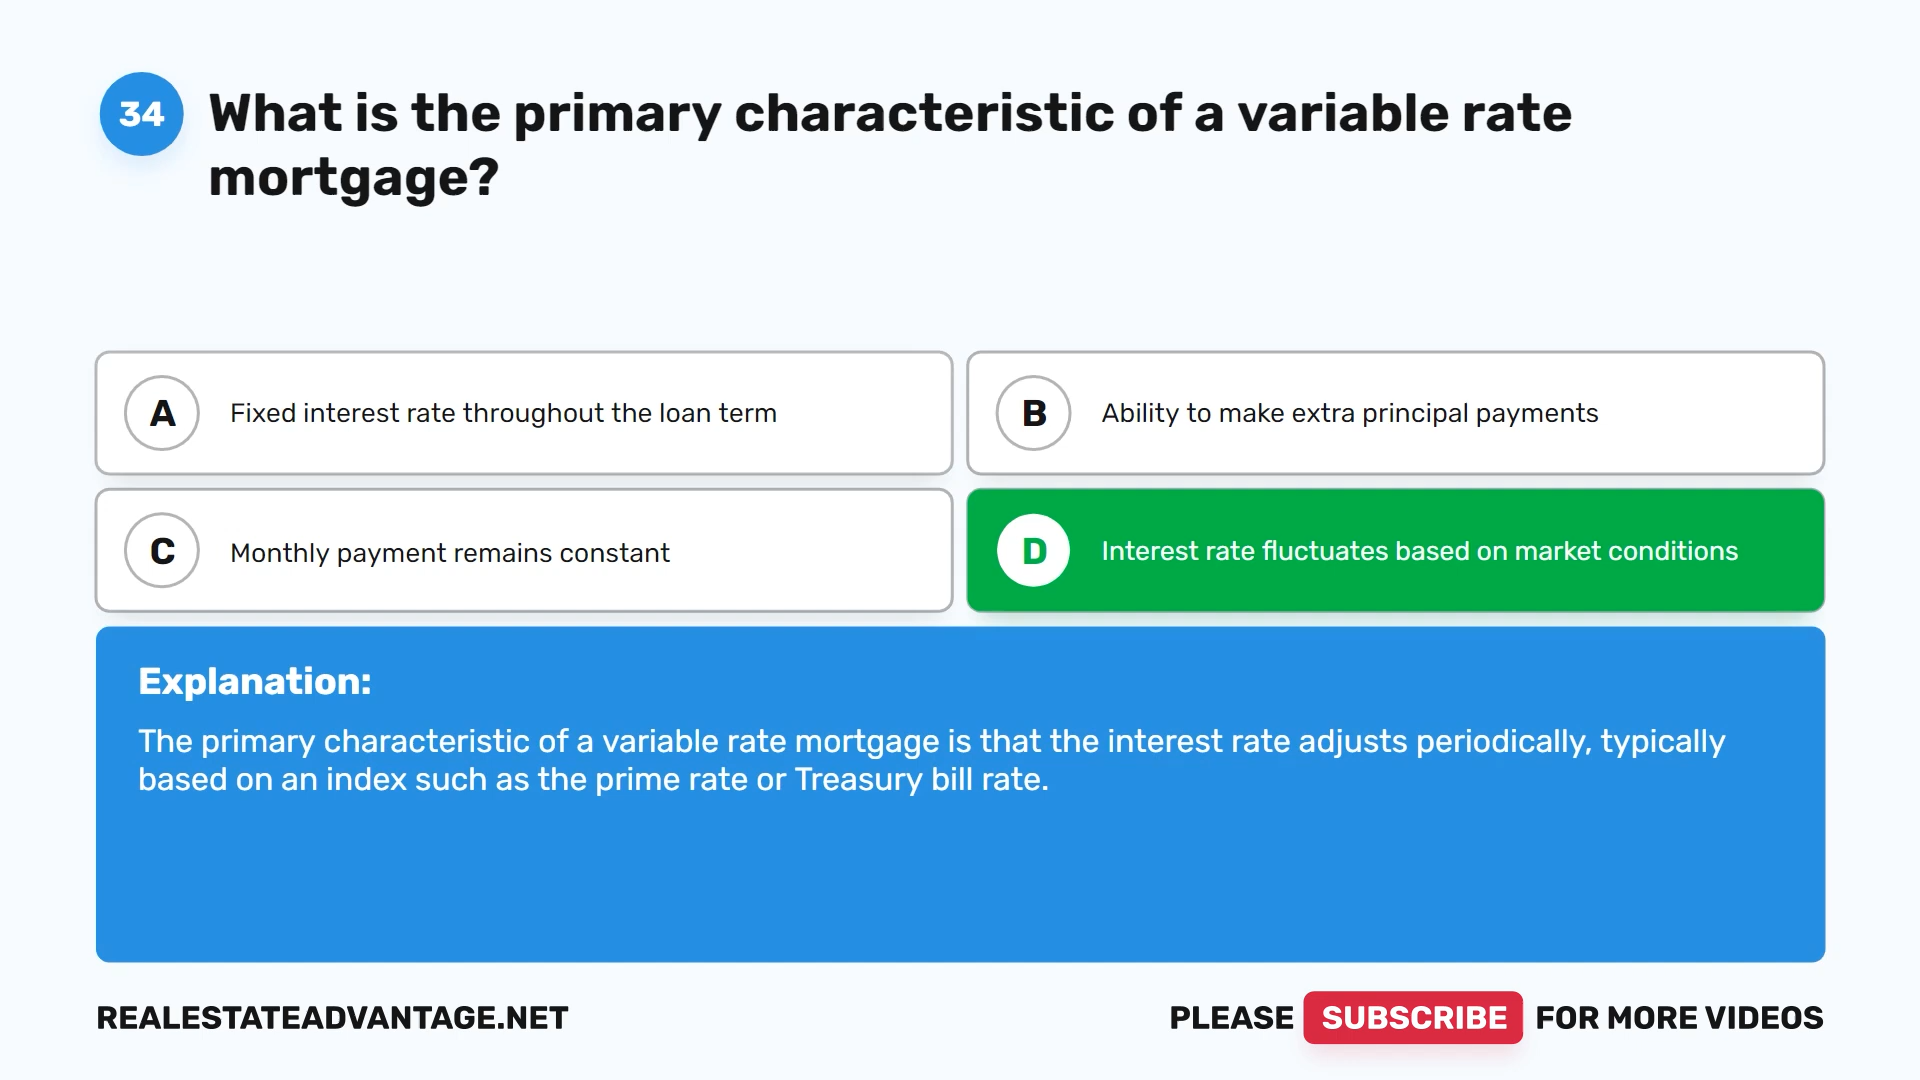 34
What is the primary characteristic of a variable rate
mortgage?
A Fixed interest rate throughout the loan term
B Ability to make extra principal payments
C Monthly payment remains constant
D Interest rate fluctuates based on market conditions
Explanation:
The primary characteristic of a variable rate mortgage is that the interest rate adjusts periodically, typically
based on an index such as the prime rate or Treasury bill rate.
REALESTATEADVANTAGE.NET
PLEASE SUBSCRIBE FOR MORE VIDEOS